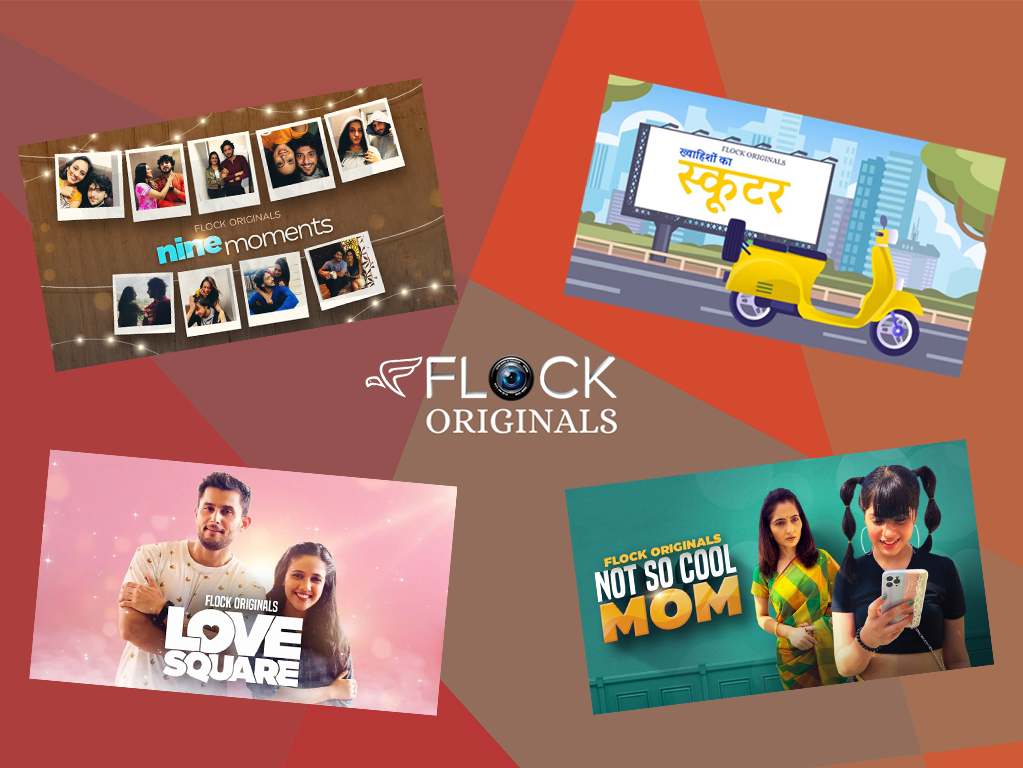 FLOCK ORIGINALS
nine moments
FLOCK ORIGINALS
ख्वाहिशों का
स्कूटर
FLOCK
ORIGINALS
FLOCK ORIGINALS
LOVE
SQUARE
FLOCK ORIGINALS
NOT SO COOL
MOM